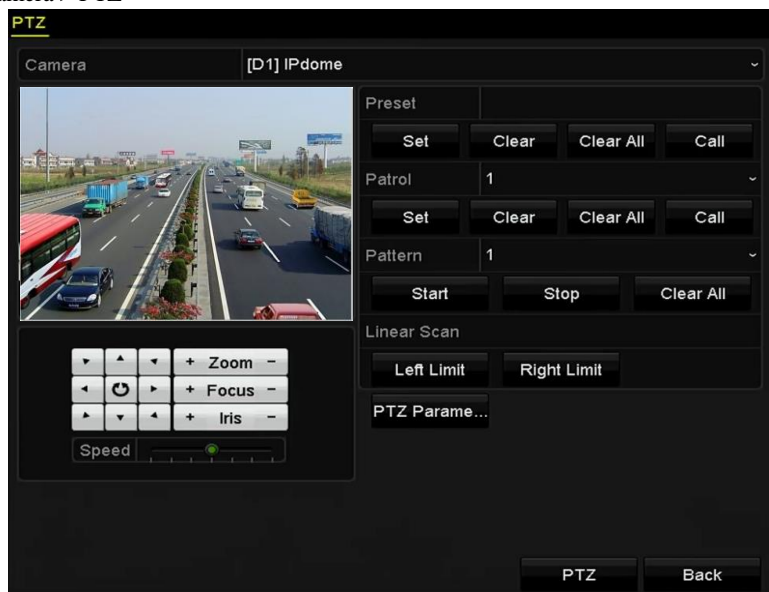 PTZ
Camera [D1] IPdome
Preset
Set Clear Clear All Call
Patrol 1
Set Clear Clear All Call
Pattern 1
Start Stop Clear All
Linear Scan
Left Limit Right Limit
PTZ Parame...
+ Zoom −
+ Focus −
+ Iris −
Speed
PTZ Back